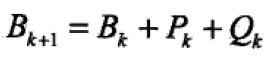 B_{k+1} = B_k + P_k + Q_k